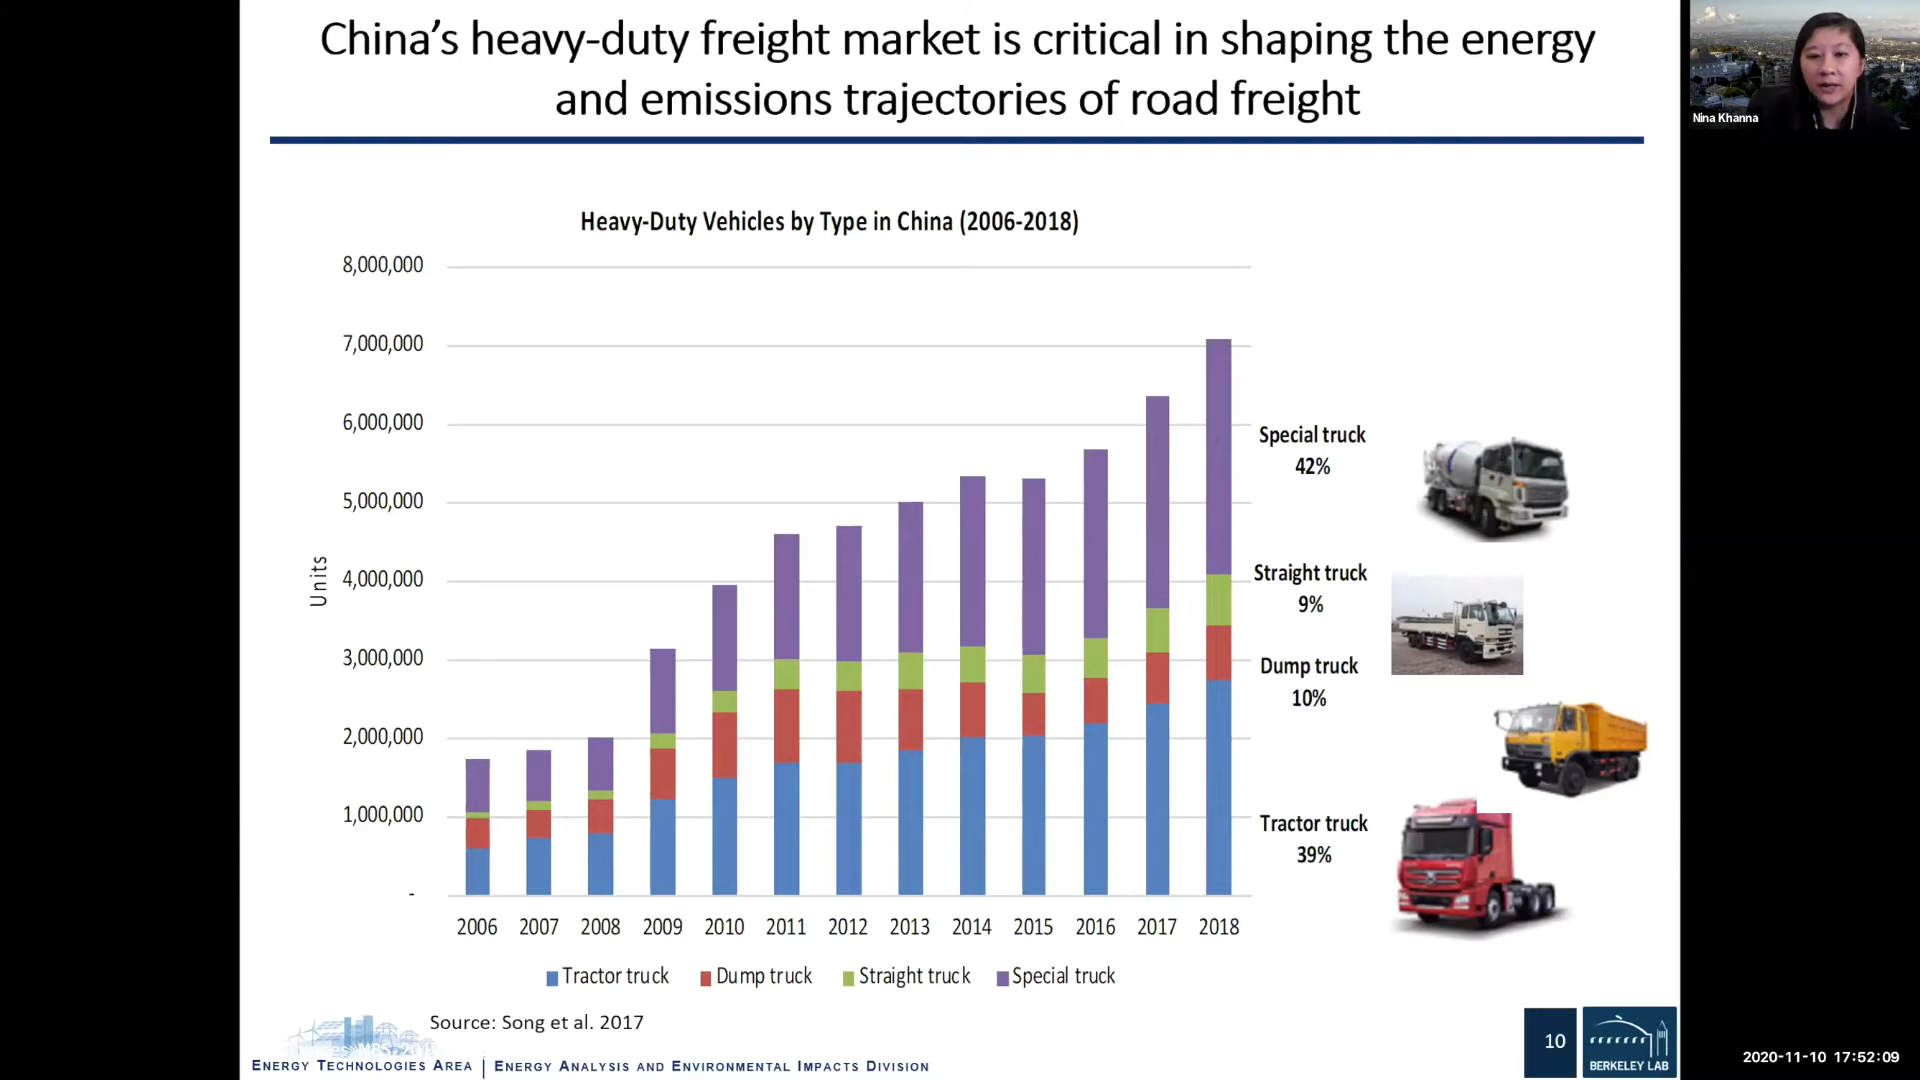 China's heavy-duty freight market is critical in shaping the energy
and emissions trajectories of road freight
Nina Khanna
Heavy-Duty Vehicles by Type in China (2006-2018)
8,000,000
7,000,000
6,000,000
5,000,000
4,000,000
3,000,000
2,000,000
1,000,000
-
Units
Special truck
42%
Straight truck
9%
Dump truck
10%
Tractor truck
39%
2006 2007 2008 2009 2010 2011 2012 2013 2014 2015 2016 2017 2018
Tractor truck Dump truck Straight truck Special truck
Source: Song et al. 2017
ENERGY TECHNOLOGIES AREA | ENERGY ANALYSIS AND ENVIRONMENTAL IMPACTS DIVISION
10
BERKELEY LAB
2020-11-10 17:52:09